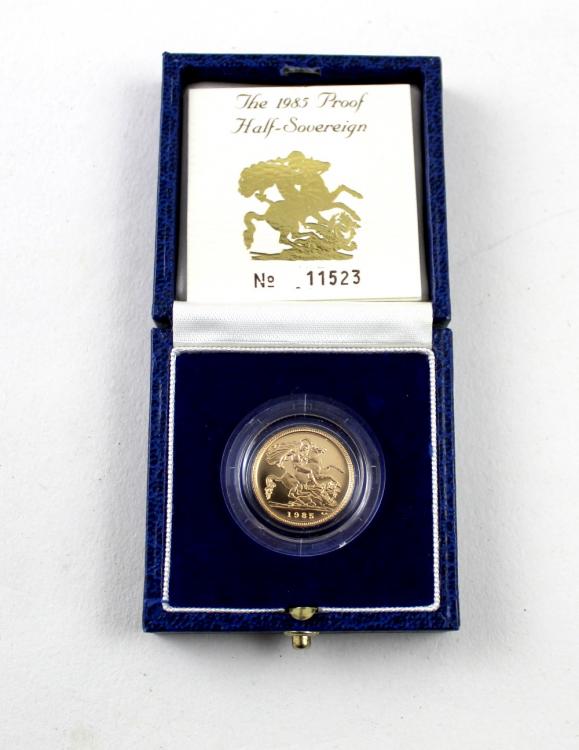 The 1985 Proof
Half-Sovereign
No 11523
1985